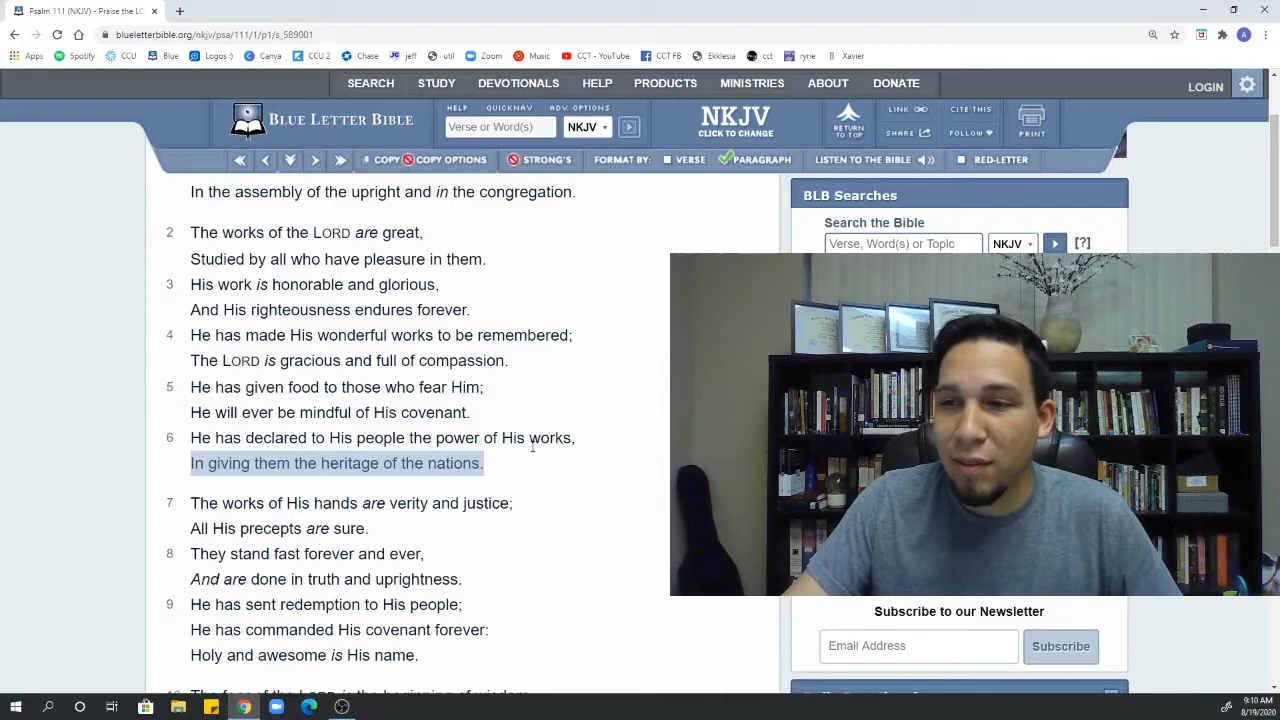 Psalm 111 (NKJV) - Praise the LO
blueletterbible.org/nkjv/psa/111/1/p1/s_589001
Apps Spotify CCU Blue Logos :) Canva CCU 2 Chase jeff util Zoom Music CCT - YouTube CCT FB Ekklesia cct ryrie Xavier
SEARCH STUDY DEVOTIONALS HELP PRODUCTS MINISTRIES ABOUT DONATE
LOGIN
BLUE LETTER BIBLE
HELP QUICKNAV ADV. OPTIONS
Verse or Word(s) NKJV
NKJV
CLICK TO CHANGE
RETURN
TO TOP
LINK CITE THIS
SHARE FOLLOW
PRINT
COPY COPY OPTIONS STRONG'S FORMAT BY: VERSE PARAGRAPH LISTEN TO THE BIBLE RED-LETTER
In the assembly of the upright and in the congregation.
2 The works of the LORD are great,
Studied by all who have pleasure in them.
3 His work is honorable and glorious,
And His righteousness endures forever.
4 He has made His wonderful works to be remembered;
The LORD is gracious and full of compassion.
5 He has given food to those who fear Him;
He will ever be mindful of His covenant.
6 He has declared to His people the power of His works,
In giving them the heritage of the nations.
7 The works of His hands are verity and justice;
All His precepts are sure.
8 They stand fast forever and ever,
And are done in truth and uprightness.
9 He has sent redemption to His people;
He has commanded His covenant forever:
Holy and awesome is His name.
BLB Searches
Search the Bible
Verse, Word(s) or Topic NKJV [?]
Subscribe to our Newsletter
Email Address Subscribe
9:10 AM
8/19/2020